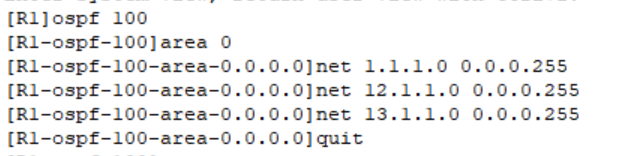 [R1]ospf 100
[R1-ospf-100]area 0
[R1-ospf-100-area-0.0.0.0]net 1.1.1.0 0.0.0.255
[R1-ospf-100-area-0.0.0.0]net 12.1.1.0 0.0.0.255
[R1-ospf-100-area-0.0.0.0]net 13.1.1.0 0.0.0.255
[R1-ospf-100-area-0.0.0.0]quit